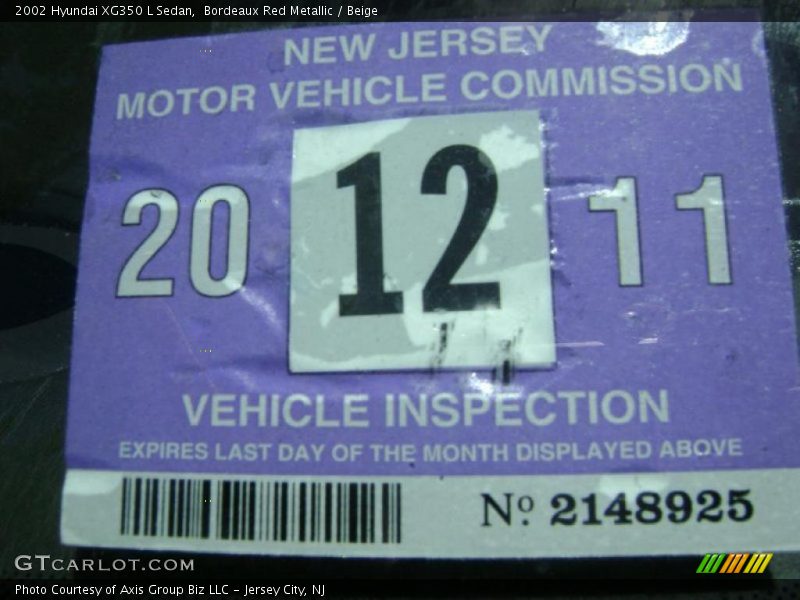 2002 Hyundai XG350 L Sedan,  Bordeaux Red Metallic / Beige
NEW JERSEY
MOTOR VEHICLE COMMISSION
20 12 11
VEHICLE INSPECTION
EXPIRES LAST DAY OF THE MONTH DISPLAYED ABOVE
Nº. 2148925
GTCARLOT.COM
Photo Courtesy of Axis Group Biz LLC - Jersey City, NJ